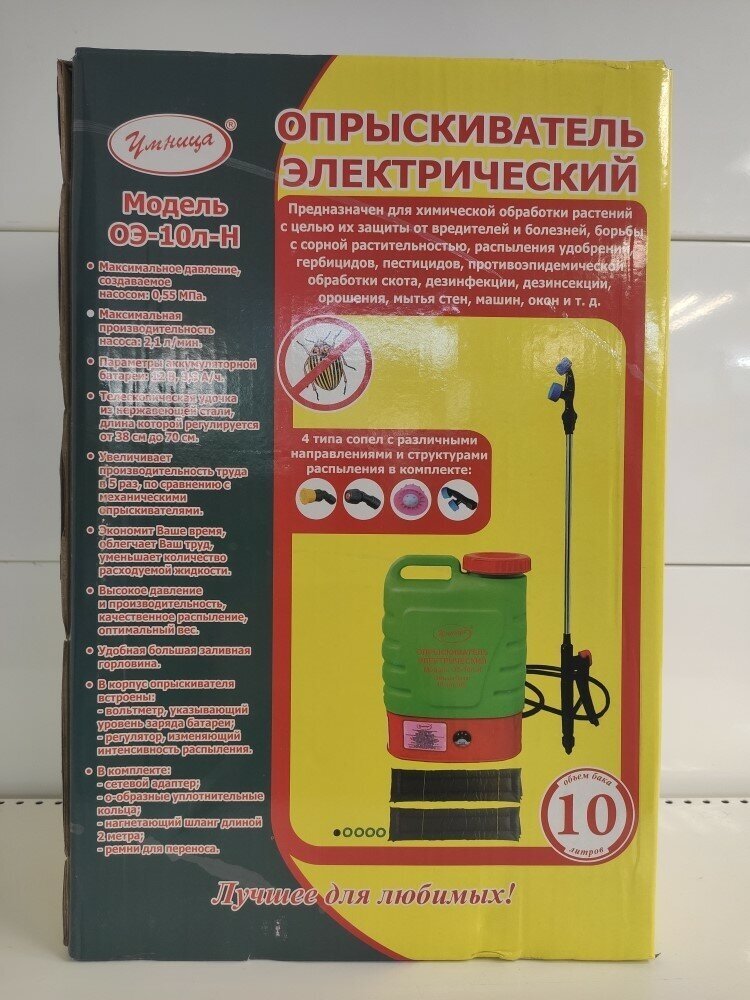 Умница ®
Модель
ОЭ-10л-Н
• Максимальное давление,
создаваемое
насосом: 0,55 МПа.
• Максимальная
производительность
насоса: 2,1 л/мин.
• Параметры аккумуляторной
батареи: 12 В,
• Телескопическая удочка
из нержавеющей стали,
длина которой регулируется
от 38 см до 70 см.
• Увеличивает
производительность труда
в 5 раз, по сравнению с
механическими
опрыскивателями.
• Экономит Ваше время,
облегчает Ваш труд,
уменьшает количество
расходуемой жидкости.
• Высокое давление
и производительность,
качественное распыление,
оптимальный вес.
• Удобная большая заливная
горловина.
• В корпус опрыскивателя
встроены:
- вольтметр, указывающий
уровень заряда батареи;
- регулятор, изменяющий
интенсивность распыления.
• В комплекте:
- сетевой адаптер;
- о-образные уплотнительные
кольца;
- нагнетающий шланг длиной
2 метра;
- ремни для переноса.
ОПРЫСКИВАТЕЛЬ
ЭЛЕКТРИЧЕСКИЙ
Предназначен для химической обработки растений
с целью их защиты от вредителей и болезней, борьбы
с сорной растительностью, распыления удобрений,
гербицидов, пестицидов, противоэпидемической
обработки скота, дезинфекции, дезинсекции,
орошения, мытья стен, машин, окон и т. д.
4 типа сопел с различными
направлениями и структурами
распыления в комплекте:
Умница
ОПРЫСКИВАТЕЛЬ
ЭЛЕКТРИЧЕСКИЙ
объем бака
10
литров
Лучшее для любимых!